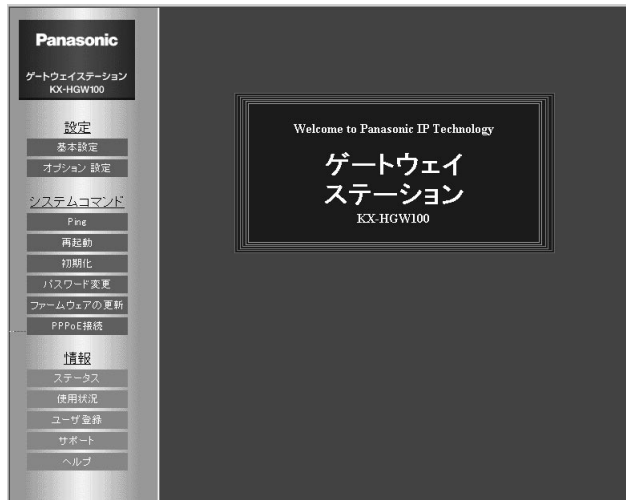 Panasonic
ゲートウェイステーション
KX-HGW100
設定
基本設定
オプション 設定
システムコマンド
Ping
再起動
初期化
パスワード変更
ファームウェアの更新
PPPoE接続
情報
ステータス
使用状況
ユーザ登録
サポート
ヘルプ
Welcome to Panasonic IP Technology
ゲートウェイ
ステーション
KX-HGW100